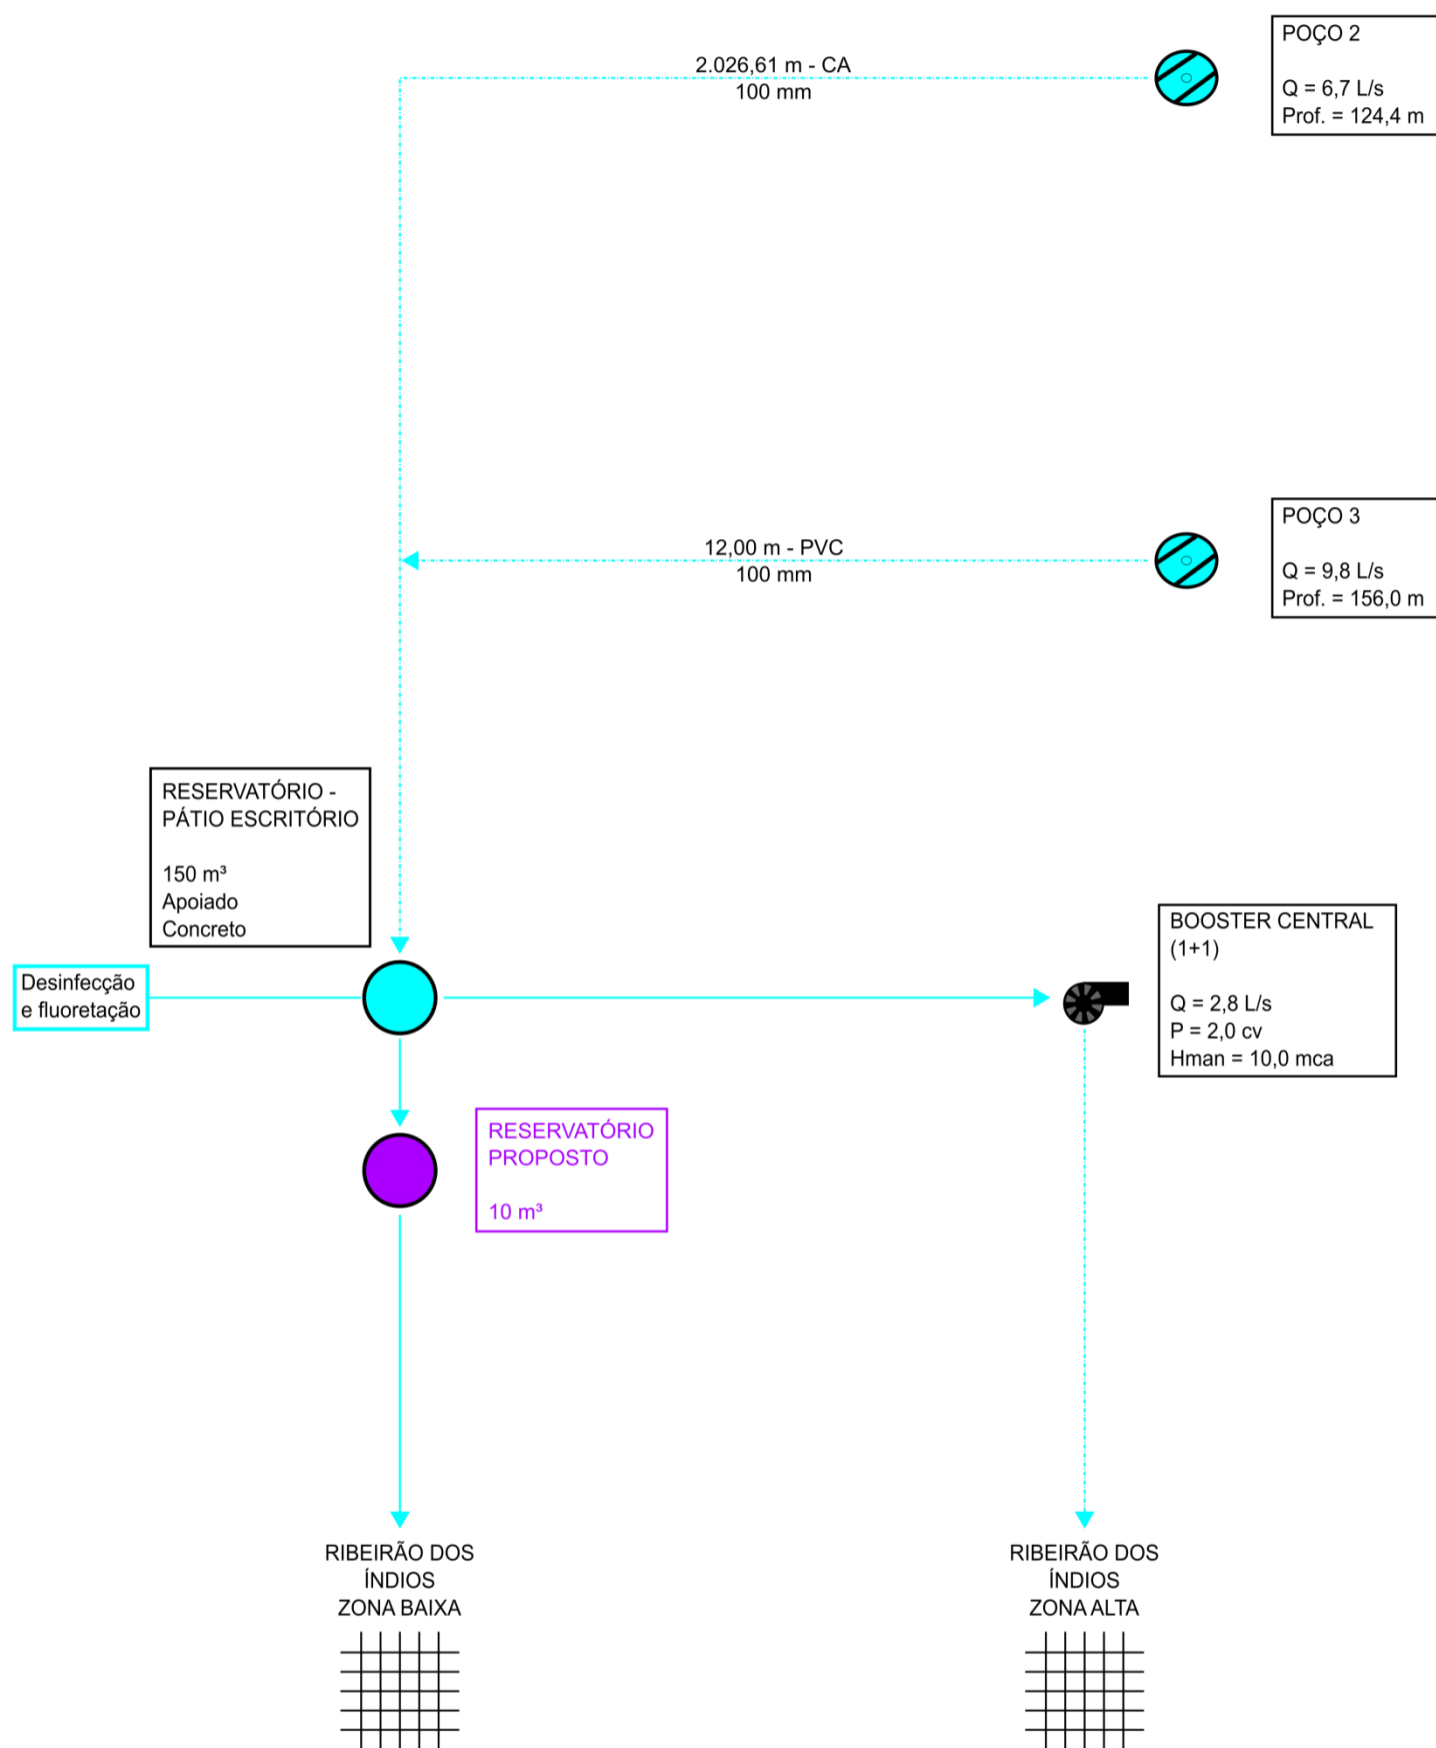 POÇO 2
Q = 6,7 L/s
Prof. = 124,4 m
2.026,61 m - CA
100 mm
POÇO 3
Q = 9,8 L/s
Prof. = 156,0 m
12,00 m - PVC
100 mm
RESERVATÓRIO -
PÁTIO ESCRITÓRIO
150 m³
Apoiado
Concreto
Desinfecção
e fluoretação
BOOSTER CENTRAL
(1+1)
Q = 2,8 L/s
P = 2,0 cv
Hman = 10,0 mca
RESERVATÓRIO
PROPOSTO
10 m³
RIBEIRÃO DOS
ÍNDIOS
ZONA BAIXA
RIBEIRÃO DOS
ÍNDIOS
ZONA ALTA